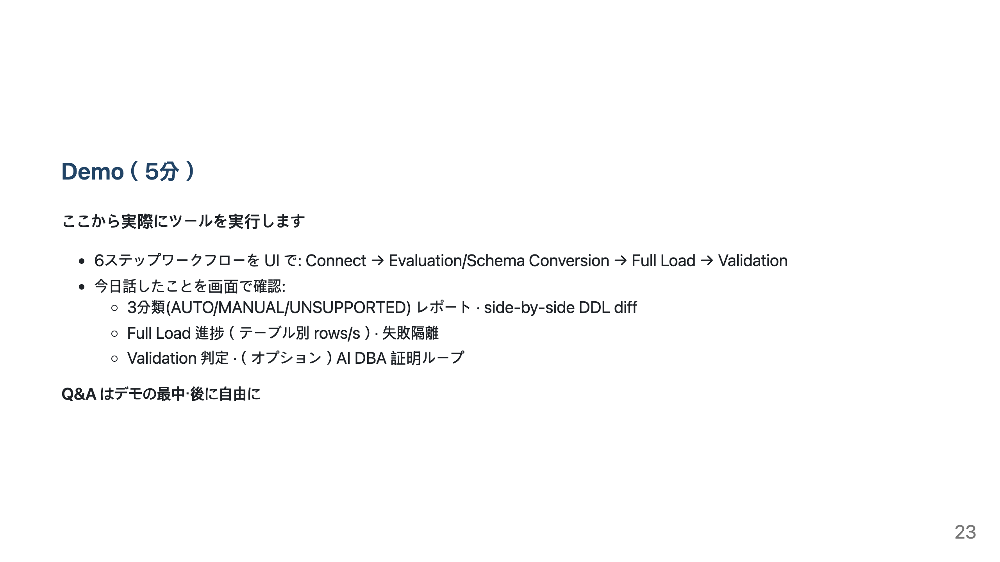 Demo（5分）
ここから実際にツールを実行します
• 6ステップワークフローを UI で: Connect → Evaluation/Schema Conversion → Full Load → Validation
• 今日話したことを画面で確認:
○ 3分類(AUTO/MANUAL/UNSUPPORTED) レポート · side-by-side DDL diff
○ Full Load 進捗（テーブル別 rows/s）· 失敗隔離
○ Validation 判定 ·（オプション）AI DBA 証明ループ
Q&A はデモの最中·後に自由に
23